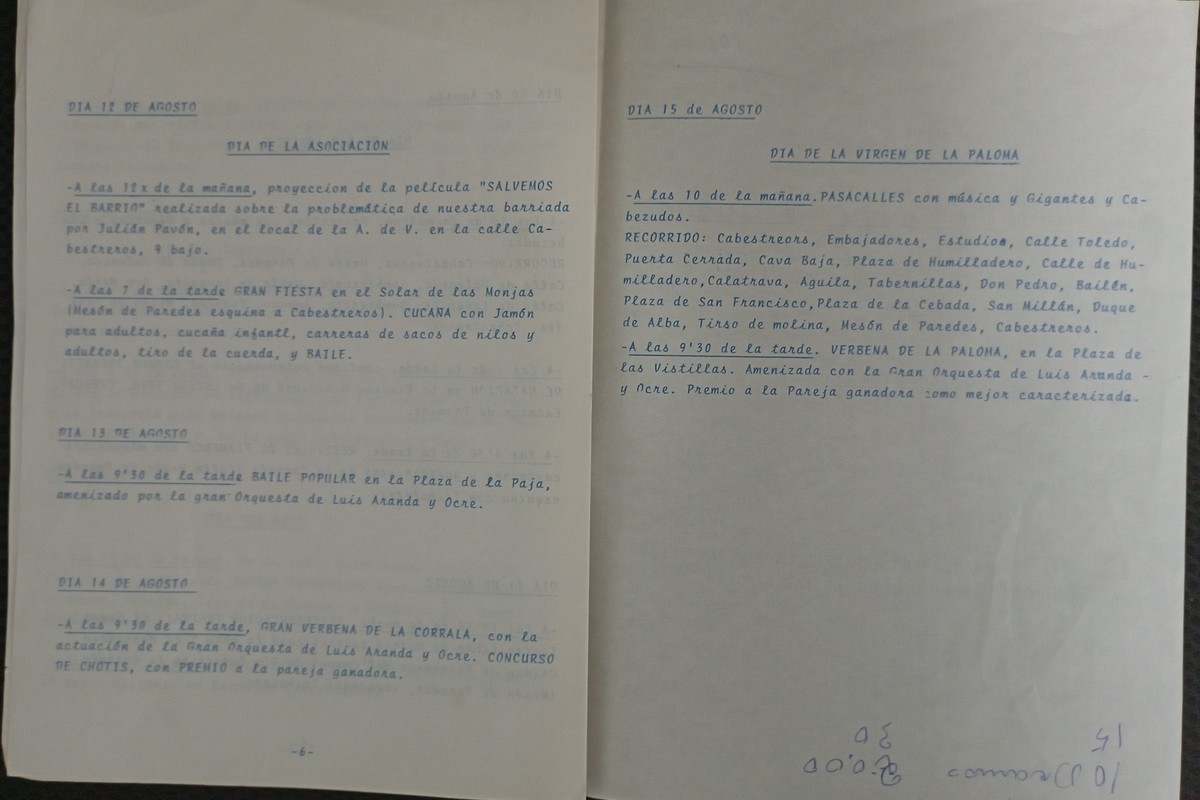 DIA 12 DE AGOSTO
DIA DE LA ASOCIACIÓN
-A las 12x de la mañana, proyeccion de la película "SALVEMOS
EL BARRIO" realizada sobre la problemática de nuestra barriada
por Julián Pavón, en el local de la A. de V. en la calle Ca-
bestreros, 9 bajo.
-A las 7 de la tarde GRAN FIESTA en el Solar de las Monjas
(Mesón de Paredes esquina a Cabestreros). CUCAÑA con Jamón
para adultos, cucaña infantil, carreras de sacos de niños y
adultos, tiro de la cuerda, y BAILE.
DIA 13 DE AGOSTO
-A las 9'30 de la tarde BAILE POPULAR en la Plaza de la Paja,
amenizado por la gran Orquesta de Luis Aranda y Ocre.
DIA 14 DE AGOSTO
-A las 9'30 de la tarde, GRAN VERBENA DE LA CORRALA, con la
actuación de la Gran Orquesta de Luis Aranda y Ocre. CONCURSO
DE CHOTIS, con PREMIO a la pareja ganadora.
-6-
DIA 15 de AGOSTO
DIA DE LA VIRGEN DE LA PALOMA
-A las 10 de la mañana.PASACALLES con música y Gigantes y Ca-
bezudos.
RECORRIDO: Cabestreors, Embajadores, Estudios, Calle Toledo,
Puerta Cerrada, Cava Baja, Plaza de Humilladero, Calle de Hu-
milladero,Calatrava, Aguila, Tabernillas, Don Pedro, Bailén,
Plaza de San Francisco,Plaza de la Cebada, San Millán, Duque
de Alba, Tirso de molina, Mesón de Paredes, Cabestreros.
-A las 9'30 de la tarde. VERBENA DE LA PALOMA, en la Plaza de
las Vistillas. Amenizada con la Gran Orquesta de Luis Aranda -
y Ocre. Premio a la Pareja ganadora como mejor caracterizada.